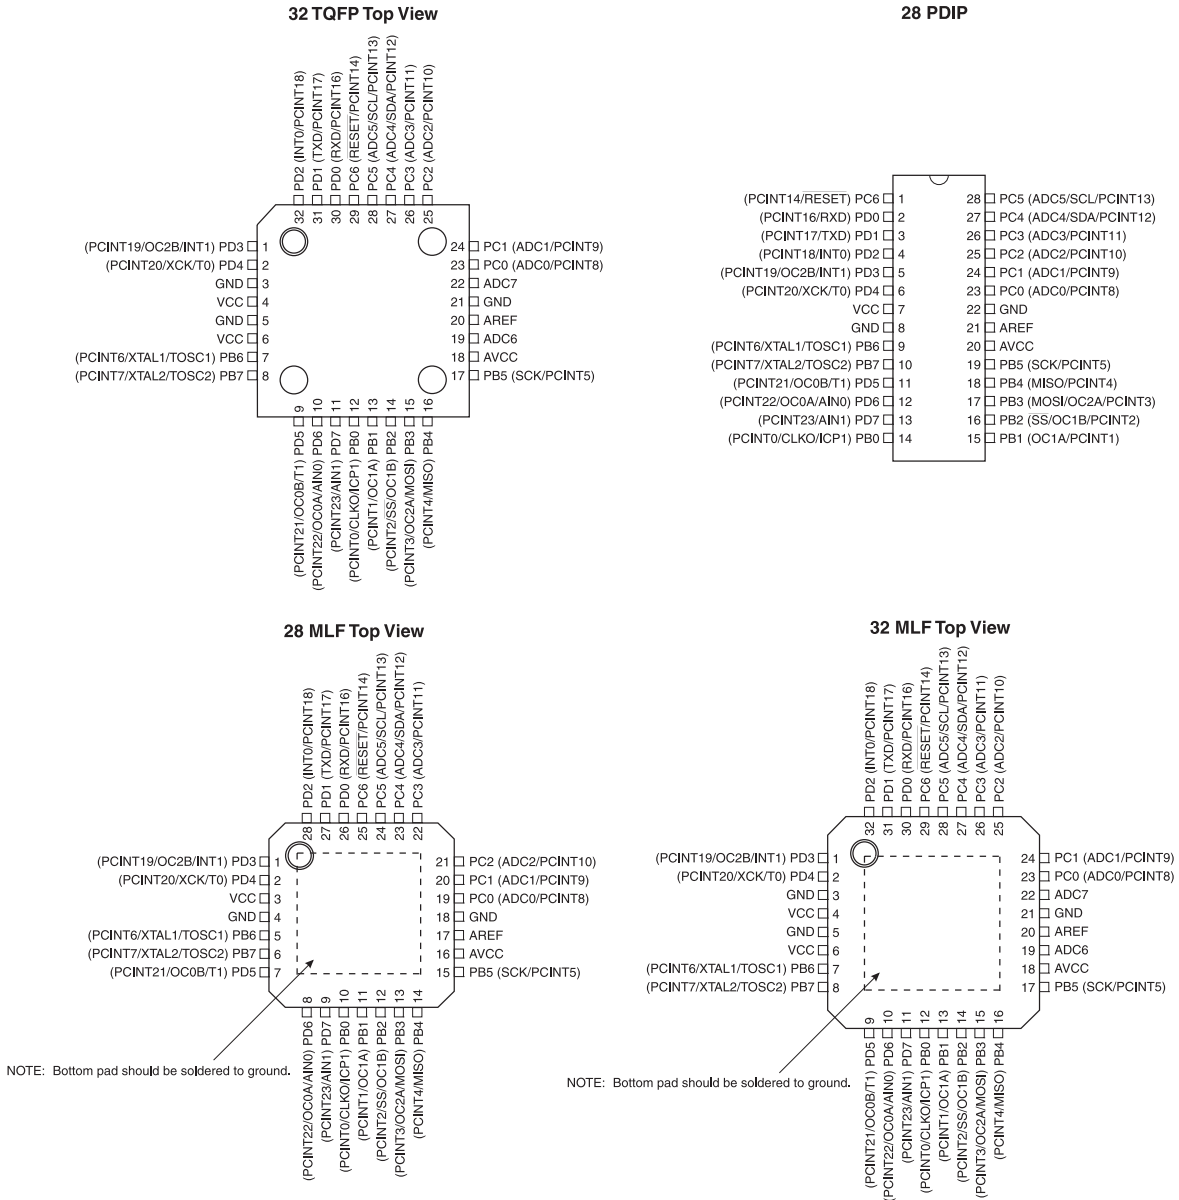 32 TQFP Top View
PD2 (INT0/PCINT18)
PD1 (TXD/PCINT17)
PD0 (RXD/PCINT16)
PC6 (RESET/PCINT14)
PC5 (ADC5/SCL/PCINT13)
PC4 (ADC4/SDA/PCINT12)
PC3 (ADC3/PCINT11)
PC2 (ADC2/PCINT10)
32
31
30
29
28
27
26
25
(PCINT19/OC2B/INT1) PD3 1
(PCINT20/XCK/T0) PD4 2
GND 3
VCC 4
GND 5
VCC 6
(PCINT6/XTAL1/TOSC1) PB6 7
(PCINT7/XTAL2/TOSC2) PB7 8
24 PC1 (ADC1/PCINT9)
23 PC0 (ADC0/PCINT8)
22 ADC7
21 GND
20 AREF
19 ADC6
18 AVCC
17 PB5 (SCK/PCINT5)
9
10
11
12
13
14
15
16
(PCINT21/OC0B/T1) PD5
(PCINT22/OC0A/AIN0) PD6
(PCINT23/AIN1) PD7
(PCINT0/CLKO/ICP1) PB0
(PCINT1/OC1A) PB1
(PCINT2/SS/OC1B) PB2
(PCINT3/OC2A/MOSI) PB3
(PCINT4/MISO) PB4
28 PDIP
(PCINT14/RESET) PC6 1
(PCINT16/RXD) PD0 2
(PCINT17/TXD) PD1 3
(PCINT18/INT0) PD2 4
(PCINT19/OC2B/INT1) PD3 5
(PCINT20/XCK/T0) PD4 6
VCC 7
GND 8
(PCINT6/XTAL1/TOSC1) PB6 9
(PCINT7/XTAL2/TOSC2) PB7 10
(PCINT21/OC0B/T1) PD5 11
(PCINT22/OC0A/AIN0) PD6 12
(PCINT23/AIN1) PD7 13
(PCINT0/CLKO/ICP1) PB0 14
28 PC5 (ADC5/SCL/PCINT13)
27 PC4 (ADC4/SDA/PCINT12)
26 PC3 (ADC3/PCINT11)
25 PC2 (ADC2/PCINT10)
24 PC1 (ADC1/PCINT9)
23 PC0 (ADC0/PCINT8)
22 GND
21 AREF
20 AVCC
19 PB5 (SCK/PCINT5)
18 PB4 (MISO/PCINT4)
17 PB3 (MOSI/OC2A/PCINT3)
16 PB2 (SS/OC1B/PCINT2)
15 PB1 (OC1A/PCINT1)
28 MLF Top View
PD2 (INT0/PCINT18)
PD1 (TXD/PCINT17)
PD0 (RXD/PCINT16)
PC6 (RESET/PCINT14)
PC5 (ADC5/SCL/PCINT13)
PC4 (ADC4/SDA/PCINT12)
PC3 (ADC3/PCINT11)
28
27
26
25
24
23
22
(PCINT19/OC2B/INT1) PD3 1
(PCINT20/XCK/T0) PD4 2
VCC 3
GND 4
(PCINT6/XTAL1/TOSC1) PB6 5
(PCINT7/XTAL2/TOSC2) PB7 6
(PCINT21/OC0B/T1) PD5 7
21 PC2 (ADC2/PCINT10)
20 PC1 (ADC1/PCINT9)
19 PC0 (ADC0/PCINT8)
18 GND
17 AREF
16 AVCC
15 PB5 (SCK/PCINT5)
8
9
10
11
12
13
14
(PCINT22/OC0A/AIN0) PD6
(PCINT23/AIN1) PD7
(PCINT0/CLKO/ICP1) PB0
(PCINT1/OC1A) PB1
(PCINT2/SS/OC1B) PB2
(PCINT3/OC2A/MOSI) PB3
(PCINT4/MISO) PB4
NOTE: Bottom pad should be soldered to ground.
32 MLF Top View
PD2 (INT0/PCINT18)
PD1 (TXD/PCINT17)
PD0 (RXD/PCINT16)
PC6 (RESET/PCINT14)
PC5 (ADC5/SCL/PCINT13)
PC4 (ADC4/SDA/PCINT12)
PC3 (ADC3/PCINT11)
PC2 (ADC2/PCINT10)
32
31
30
29
28
27
26
25
(PCINT19/OC2B/INT1) PD3 1
(PCINT20/XCK/T0) PD4 2
GND 3
VCC 4
GND 5
VCC 6
(PCINT6/XTAL1/TOSC1) PB6 7
(PCINT7/XTAL2/TOSC2) PB7 8
24 PC1 (ADC1/PCINT9)
23 PC0 (ADC0/PCINT8)
22 ADC7
21 GND
20 AREF
19 ADC6
18 AVCC
17 PB5 (SCK/PCINT5)
9
10
11
12
13
14
15
16
(PCINT21/OC0B/T1) PD5
(PCINT22/OC0A/AIN0) PD6
(PCINT23/AIN1) PD7
(PCINT0/CLKO/ICP1) PB0
(PCINT1/OC1A) PB1
(PCINT2/SS/OC1B) PB2
(PCINT3/OC2A/MOSI) PB3
(PCINT4/MISO) PB4
NOTE: Bottom pad should be soldered to ground.